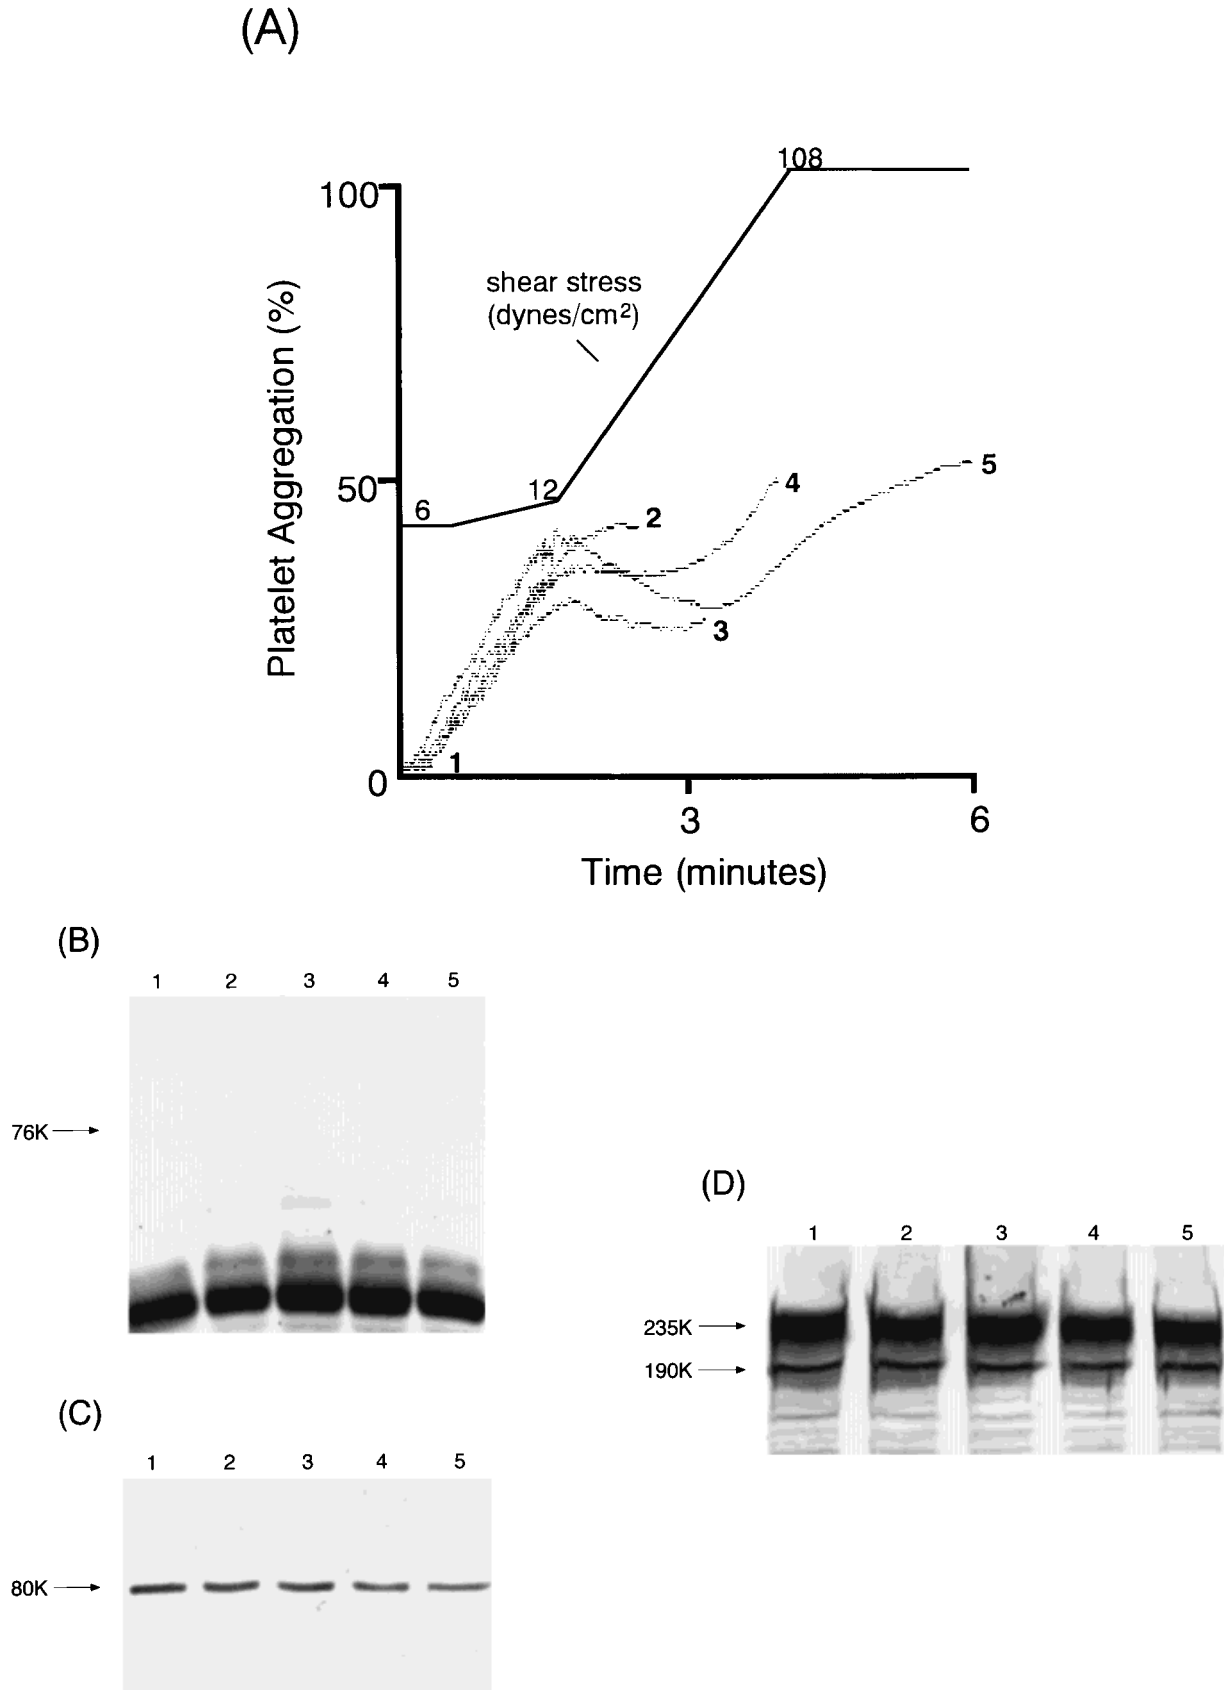 (A)
108
100
shear stress
(dynes/cm²)
Platelet Aggregation (%)
50
12
6
2
4
5
3
1
0
3
6
Time (minutes)
(B)
1 2 3 4 5
76K
(D)
1 2 3 4 5
235K
190K
(C)
1 2 3 4 5
80K